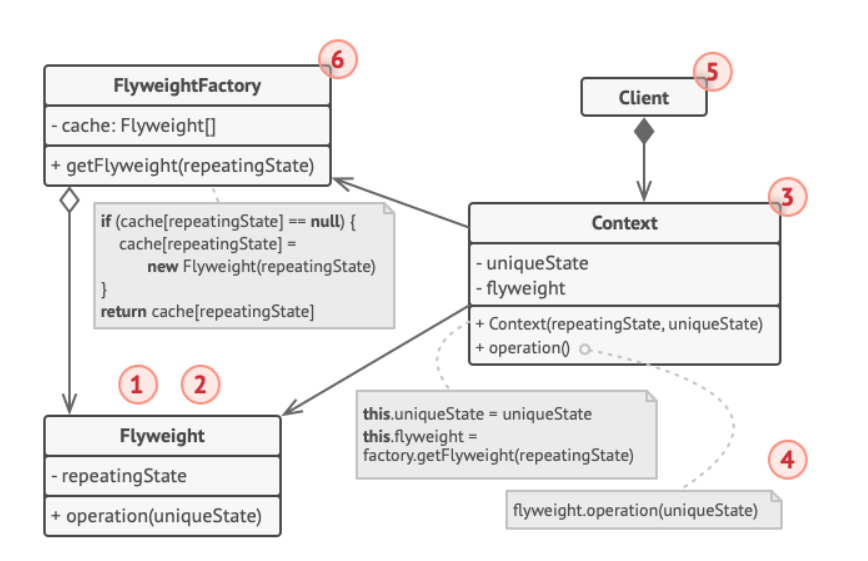 6
FlyweightFactory
- cache: Flyweight[]
+ getFlyweight(repeatingState)
if (cache[repeatingState] == null) {
cache[repeatingState] =
new Flyweight(repeatingState)
}
return cache[repeatingState]
5
Client
3
Context
- uniqueState
- flyweight
+ Context(repeatingState, uniqueState)
+ operation()
1
2
Flyweight
- repeatingState
+ operation(uniqueState)
this.uniqueState = uniqueState
this.flyweight =
factory.getFlyweight(repeatingState)
4
flyweight.operation(uniqueState)